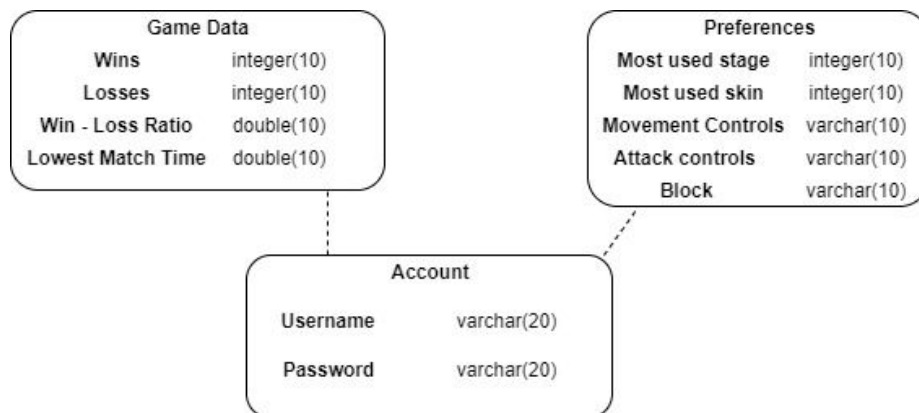 Game Data
Wins integer(10)
Losses integer(10)
Win - Loss Ratio double(10)
Lowest Match Time double(10)
Preferences
Most used stage integer(10)
Most used skin integer(10)
Movement Controls varchar(10)
Attack controls varchar(10)
Block varchar(10)
Account
Username varchar(20)
Password varchar(20)